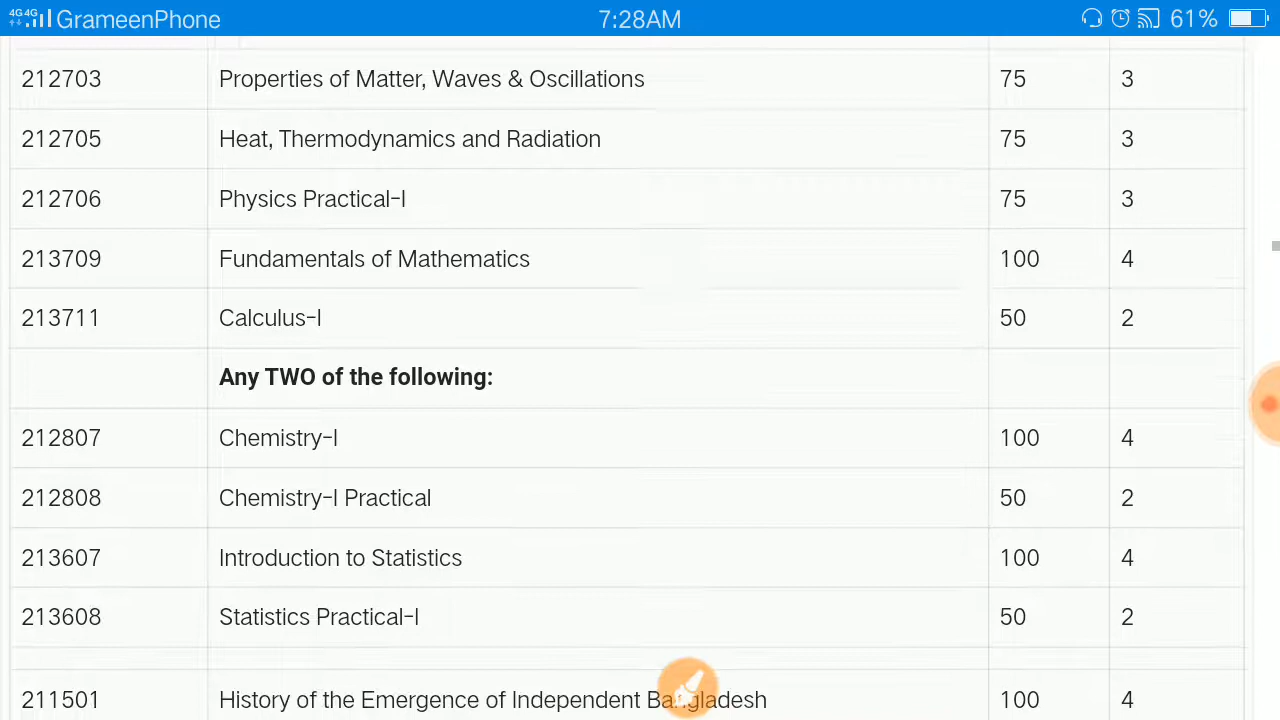 4G 4G GrameenPhone 7:28AM 61%
212703 Properties of Matter, Waves & Oscillations 75 3
212705 Heat, Thermodynamics and Radiation 75 3
212706 Physics Practical-I 75 3
213709 Fundamentals of Mathematics 100 4
213711 Calculus-I 50 2
Any TWO of the following:
212807 Chemistry-I 100 4
212808 Chemistry-I Practical 50 2
213607 Introduction to Statistics 100 4
213608 Statistics Practical-I 50 2
211501 History of the Emergence of Independent Bangladesh 100 4